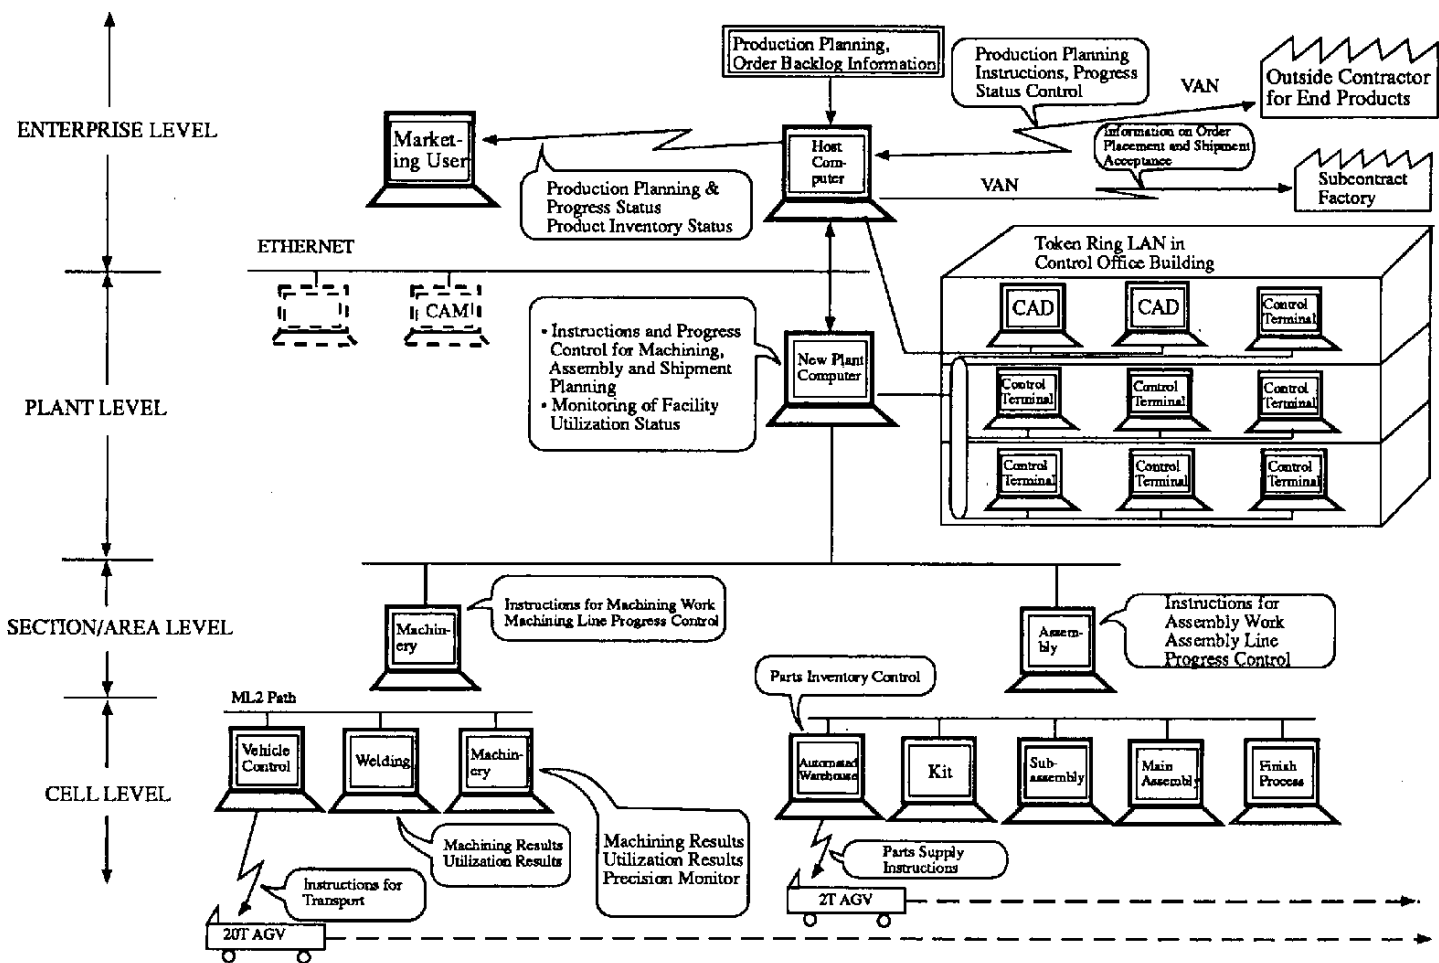 Production Planning,
Order Backlog Information
Production Planning
Instructions, Progress
Status Control
VAN
Outside Contractor
for End Products
ENTERPRISE LEVEL
Market-
ing User
Host
Com-
puter
Information on Order
Placement and Shipment
Acceptance
VAN
Subcontract
Factory
Production Planning &
Progress Status
Product Inventory Status
ETHERNET
Token Ring LAN in
Control Office Building
CAM
CAD
CAD
Control
Terminal
• Instructions and Progress
Control for Machining,
Assembly and Shipment
Planning
• Monitoring of Facility
Utilization Status
New Plant
Computer
PLANT LEVEL
Control
Terminal
Control
Terminal
Control
Terminal
Control
Terminal
Control
Terminal
Control
Terminal
SECTION/AREA LEVEL
Machin-
ery
Instructions for Machining Work
Machining Line Progress Control
Assem-
bly
Instructions for
Assembly Work
Assembly Line
Progress Control
Parts Inventory Control
ML2 Path
CELL LEVEL
Vehicle
Control
Welding
Machin-
ery
Automated
Warehouse
Kit
Sub-
assembly
Main
Assembly
Finish
Process
Machining Results
Utilization Results
Machining Results
Utilization Results
Precision Monitor
Parts Supply
Instructions
Instructions for
Transport
2T AGV
20T AGV